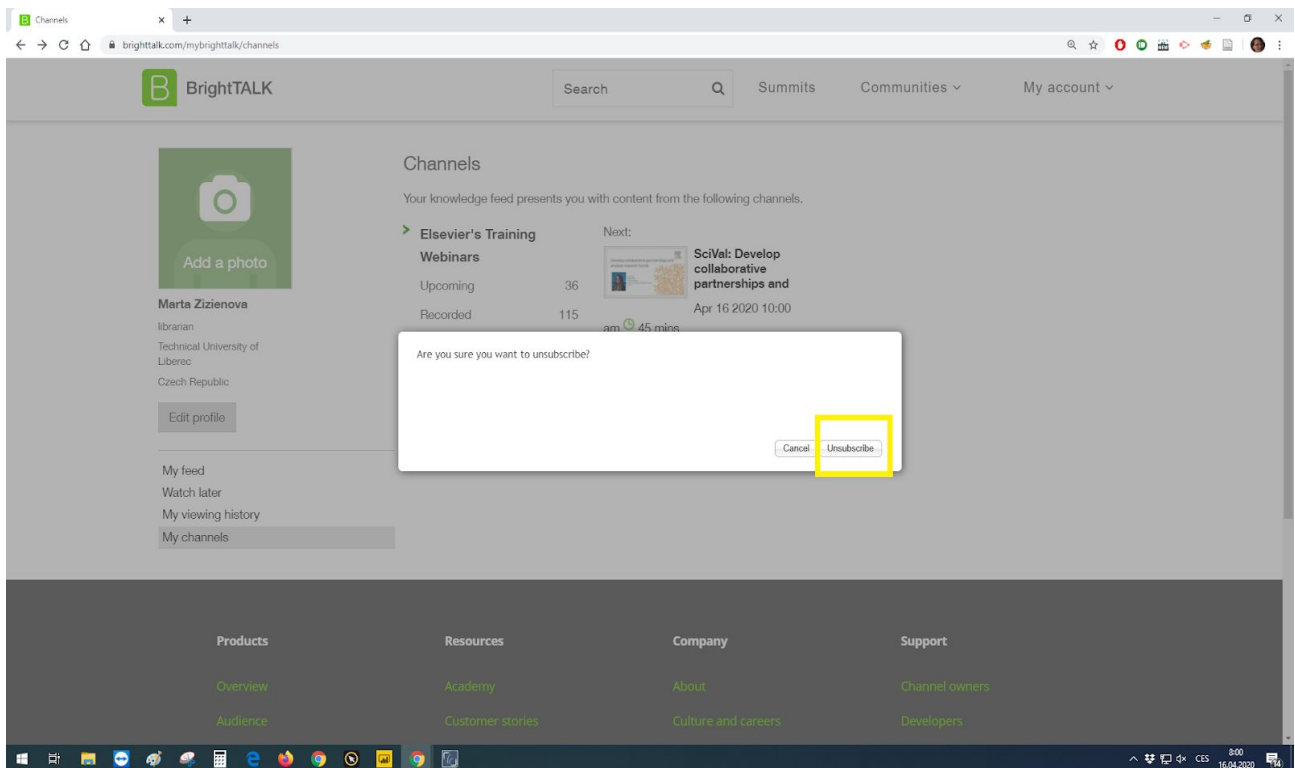 Channels
brighttalk.com/mybrighttalk/channels
BrightTALK
Search
Summits
Communities
My account
Add a photo
Marta Zizienova
librarian
Technical University of
Liberec
Czech Republic
Edit profile
My feed
Watch later
My viewing history
My channels
Channels
Your knowledge feed presents you with content from the following channels.
Elsevier's Training
Webinars
Upcoming 36
Recorded 115
Next:
SciVal: Develop
collaborative
partnerships and
Apr 16 2020 10:00
am 45 mins
Are you sure you want to unsubscribe?
Cancel
Unsubscribe
Products
Overview
Audience
Resources
Academy
Customer stories
Company
About
Culture and careers
Support
Channel owners
Developers
CES
8:00
16.04.2020